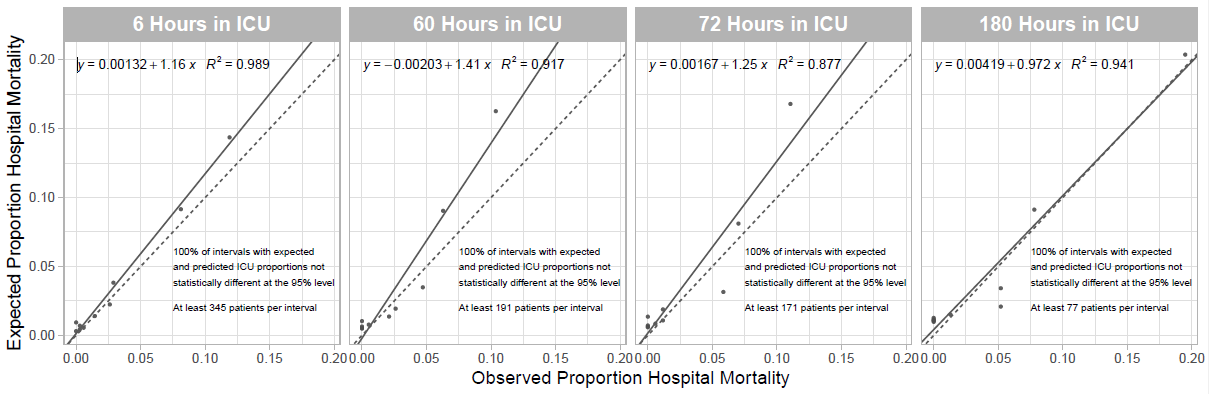 6 Hours in ICU
60 Hours in ICU
72 Hours in ICU
180 Hours in ICU
Expected Proportion Hospital Mortality
0.20
0.15
0.10
0.05
0.00
y = 0.00132 + 1.16 x R² = 0.989
100% of intervals with expected
and predicted ICU proportions not
statistically different at the 95% level
At least 345 patients per interval
y = −0.00203 + 1.41 x R² = 0.917
100% of intervals with expected
and predicted ICU proportions not
statistically different at the 95% level
At least 191 patients per interval
y = 0.00167 + 1.25 x R² = 0.877
100% of intervals with expected
and predicted ICU proportions not
statistically different at the 95% level
At least 171 patients per interval
y = 0.00419 + 0.972 x R² = 0.941
100% of intervals with expected
and predicted ICU proportions not
statistically different at the 95% level
At least 77 patients per interval
0.00 0.05 0.10 0.15 0.20
0.00 0.05 0.10 0.15 0.20
0.00 0.05 0.10 0.15 0.20
0.00 0.05 0.10 0.15 0.20
Observed Proportion Hospital Mortality